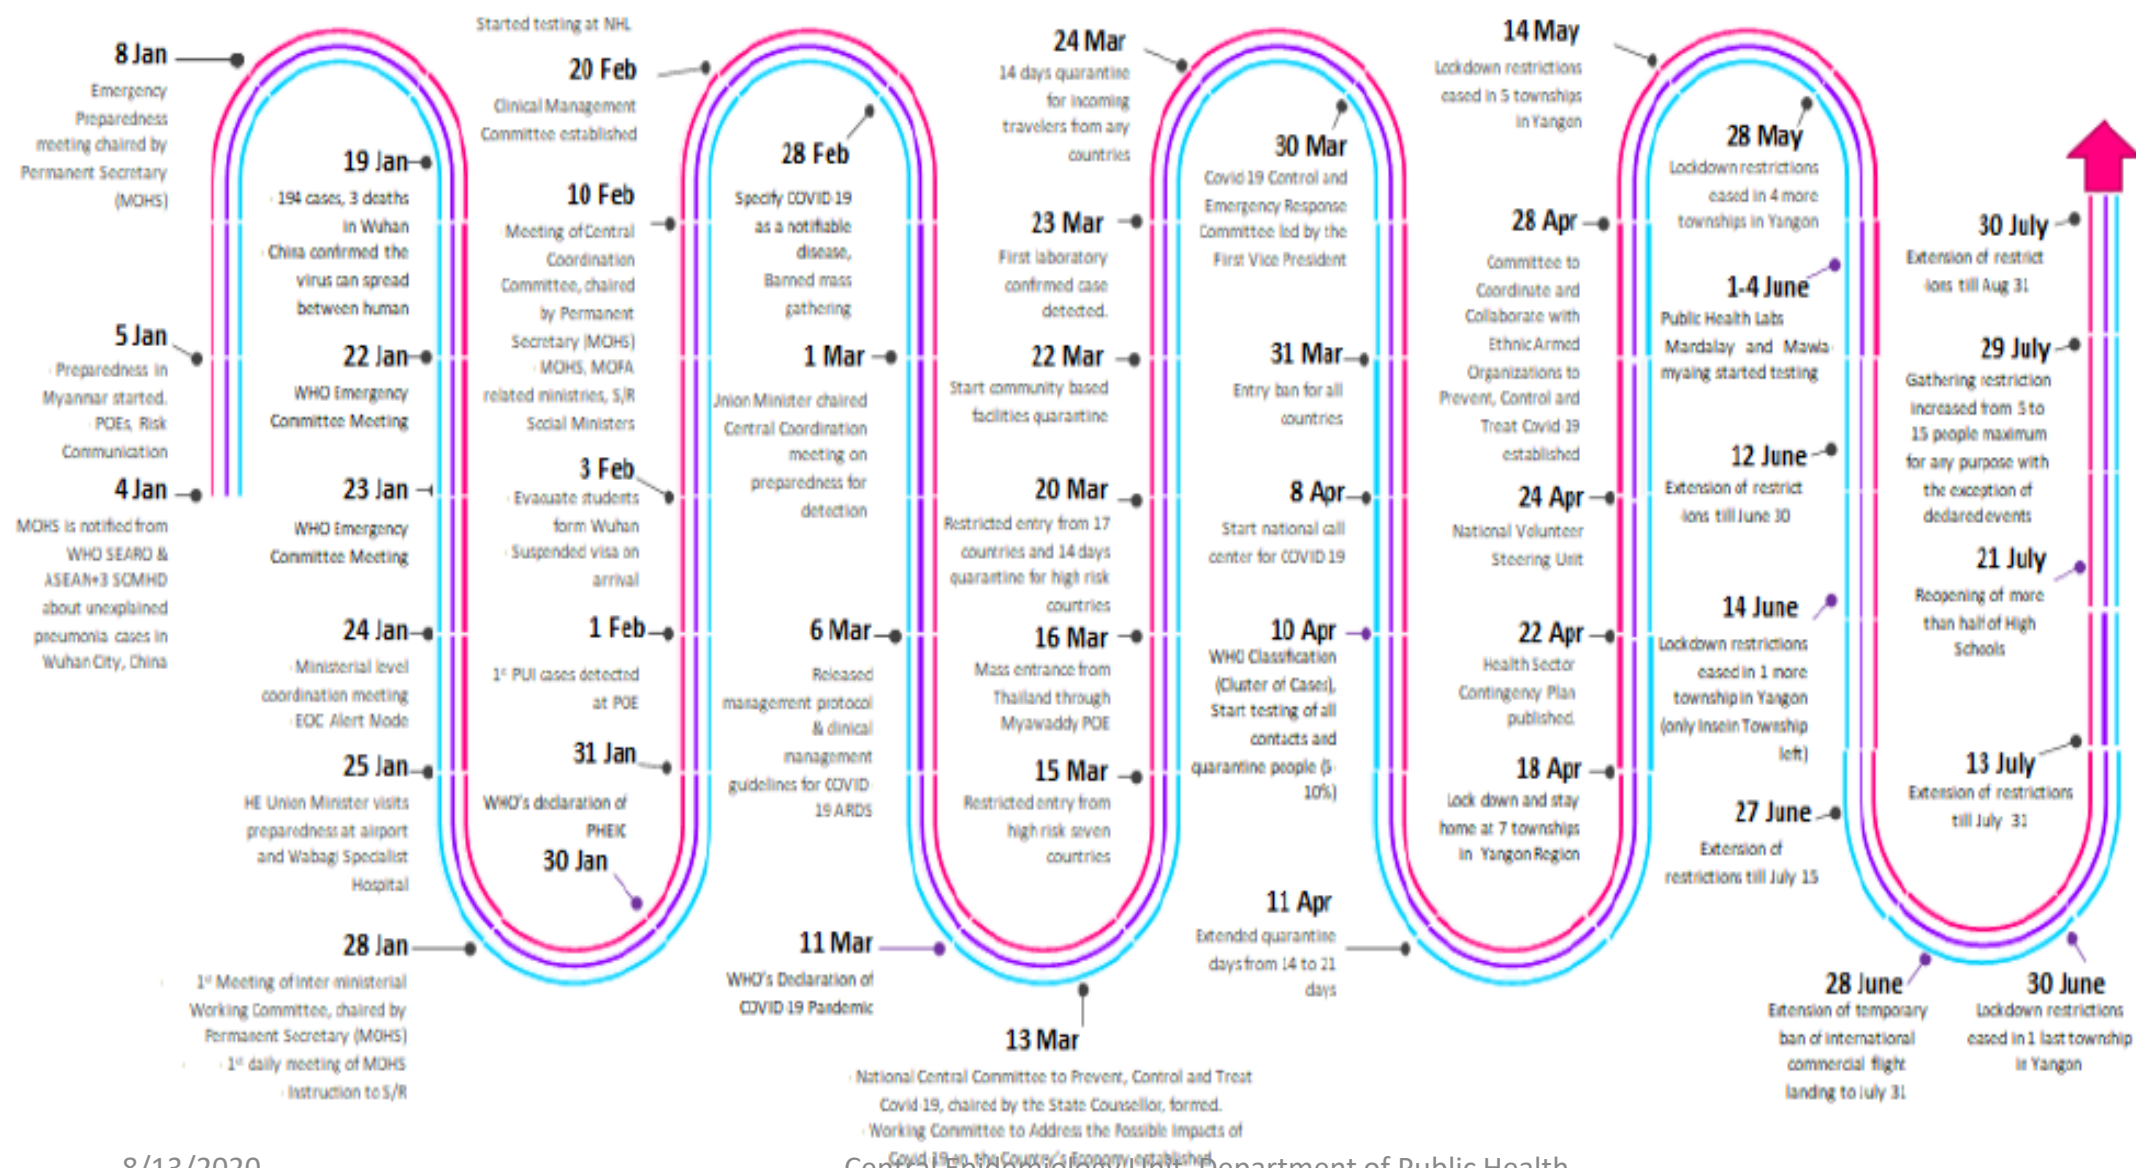 8 Jan
Emergency
Preparedness
meeting chaired by
Permanent Secretary
(MOHS)
5 Jan
Preparedness in
Myanmar started.
POEs, Risk
Communication
4 Jan
MOHS is notified from
WHO SEARO &
ASEAN+3 SOMHD
about unexplained
pneumonia cases in
Wuhan City, China
19 Jan
194 cases, 3 deaths
in Wuhan
China confirmed the
virus can spread
between human
22 Jan
WHO Emergency
Committee Meeting
23 Jan
WHO Emergency
Committee Meeting
24 Jan
Ministerial level
coordination meeting
EOC Alert Mode
25 Jan
HE Union Minister visits
preparedness at airport
and Wabagi Specialist
Hospital
28 Jan
1st Meeting of inter ministerial
Working Committee, chaired by
Permanent Secretary (MOHS)
1st daily meeting of MOHS
Instruction to S/R
Started testing at NHL
20 Feb
Clinical Management
Committee established
10 Feb
Meeting of Central
Coordination
Committee, chaired
by Permanent
Secretary (MOHS)
MOHS, MOFA
related ministries, S/R
Social Ministers
3 Feb
Evacuate students
form Wuhan
Suspended visa on
arrival
1 Feb
1st PUI cases detected
at POE
31 Jan
WHO's declaration of
PHEIC
30 Jan
28 Feb
Specify COVID 19
as a notifiable
disease,
Banned mass
gathering
1 Mar
Union Minister chaired
Central Coordination
meeting on
preparedness for
detection
6 Mar
Released
management protocol
& clinical
management
guidelines for COVID
19 ARDS
11 Mar
WHO's Declaration of
COVID 19 Pandemic
13 Mar
National Central Committee to Prevent, Control and Treat
Covid 19, chaired by the State Counsellor, formed.
Working Committee to Address the Possible Impacts of
Covid 19 on the Country's Economy established
24 Mar
14 days quarantine
for incoming
travelers from any
countries
23 Mar
First laboratory
confirmed case
detected.
22 Mar
Start community based
facilities quarantine
20 Mar
Restricted entry from 17
countries and 14 days
quarantine for high risk
countries
16 Mar
Mass entrance from
Thailand through
Myawaddy POE
15 Mar
Restricted entry from
high risk seven
countries
30 Mar
Covid 19 Control and
Emergency Response
Committee led by the
First Vice President
31 Mar
Entry ban for all
countries
8 Apr
Start national call
center for COVID 19
10 Apr
WHO Classification
(Cluster of Cases),
Start testing of all
contacts and
quarantine people (5
10%)
11 Apr
Extended quarantine
days from 14 to 21
days
14 May
Lockdown restrictions
eased in 5 townships
in Yangon
28 Apr
Committee to
Coordinate and
Collaborate with
Ethnic Armed
Organizations to
Prevent, Control and
Treat Covid 19
established
24 Apr
National Volunteer
Steering Unit
22 Apr
Health Sector
Contingency Plan
published.
18 Apr
Lock down and stay
home at 7 townships
in Yangon Region
28 May
Lockdown restrictions
eased in 4 more
townships in Yangon
1-4 June
Public Health Labs
Mandalay and Mawla
myaing started testing
12 June
Extension of restrict
ions till June 30
14 June
Lockdown restrictions
eased in 1 more
township in Yangon
(only Insein Township
left)
27 June
Extension of
restrictions till July 15
28 June
Extension of temporary
ban of international
commercial flight
landing to July 31
30 June
Lockdown restrictions
eased in 1 last township
in Yangon
30 July
Extension of restrict
ions till Aug 31
29 July
Gathering restriction
increased from 5 to
15 people maximum
for any purpose with
the exception of
declared events
21 July
Reopening of more
than half of High
Schools
13 July
Extension of restrictions
till July 31
8/13/2020
Central Epidemiology Unit, Department of Public Health